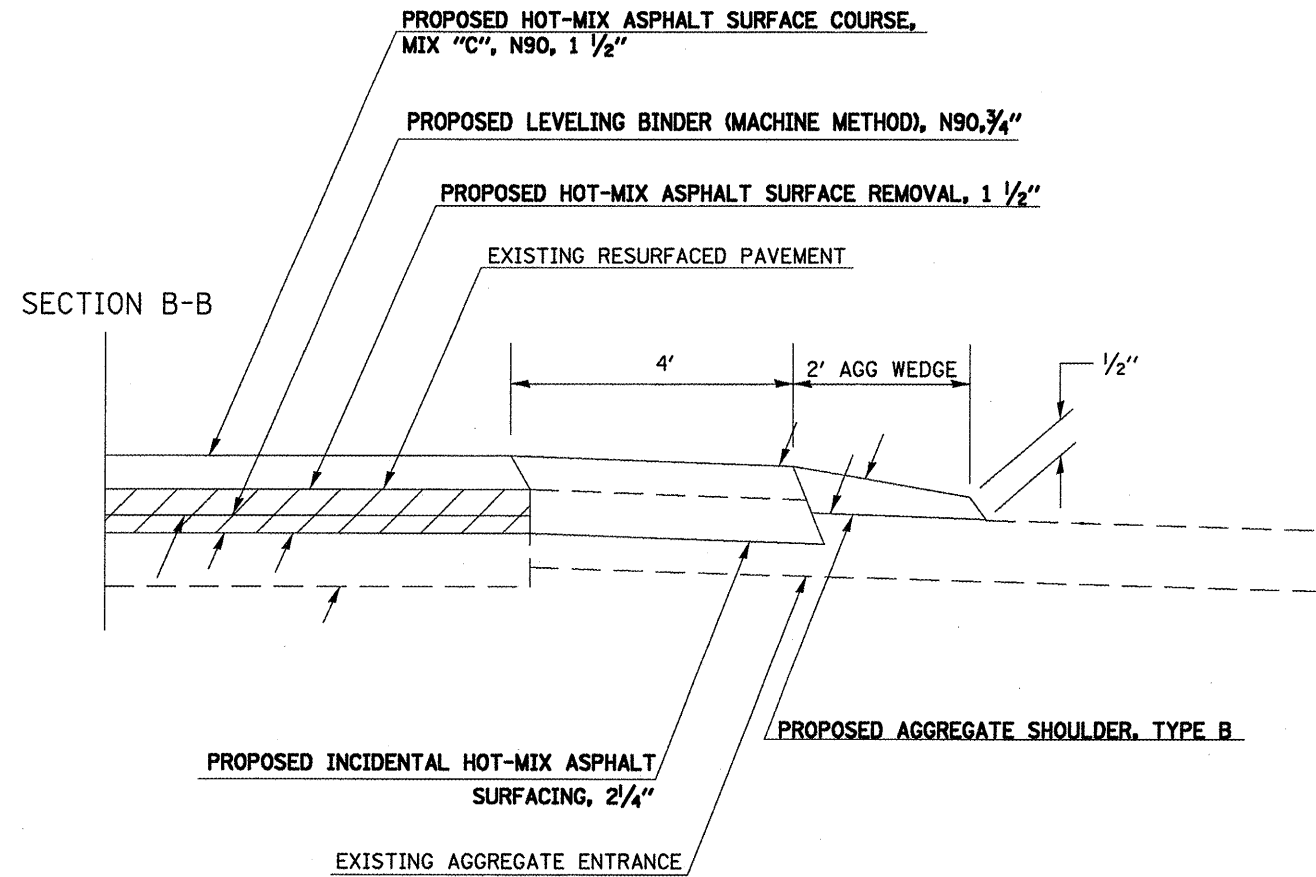 PROPOSED HOT-MIX ASPHALT SURFACE COURSE,
MIX "C", N90, 1 1/2"
PROPOSED LEVELING BINDER (MACHINE METHOD), N90,3/4"
PROPOSED HOT-MIX ASPHALT SURFACE REMOVAL, 1 1/2"
EXISTING RESURFACED PAVEMENT
SECTION B-B
4'
2' AGG WEDGE
1/2"
PROPOSED AGGREGATE SHOULDER, TYPE B
PROPOSED INCIDENTAL HOT-MIX ASPHALT
SURFACING, 2 1/4"
EXISTING AGGREGATE ENTRANCE